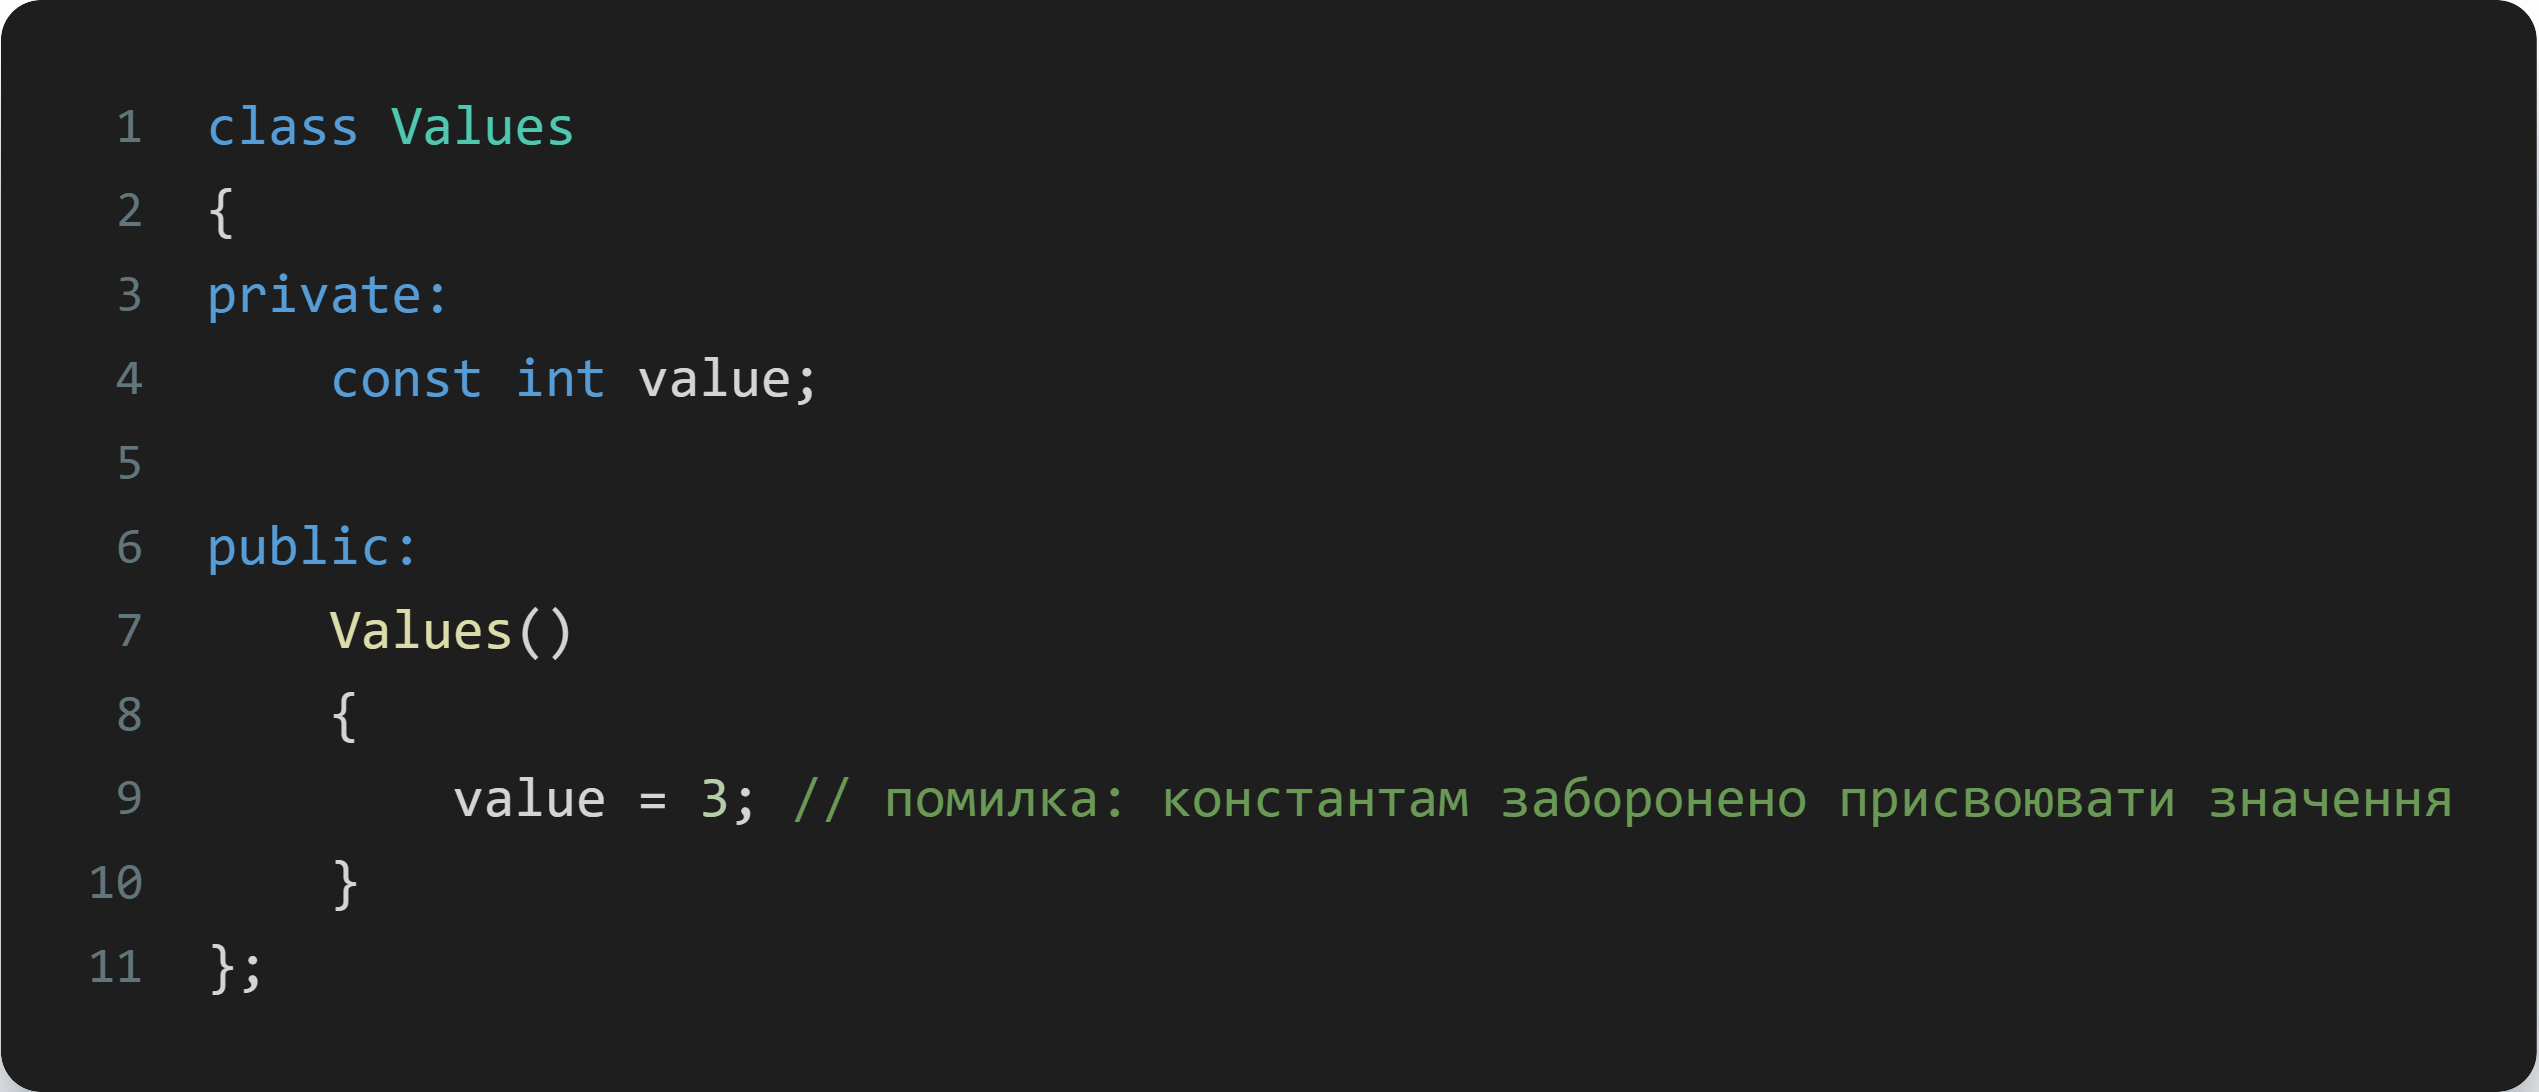 1 class Values
2 {
3 private:
4     const int value;
5
6 public:
7     Values()
8     {
9         value = 3; // помилка: константам заборонено присвоювати значення
10     }
11 };